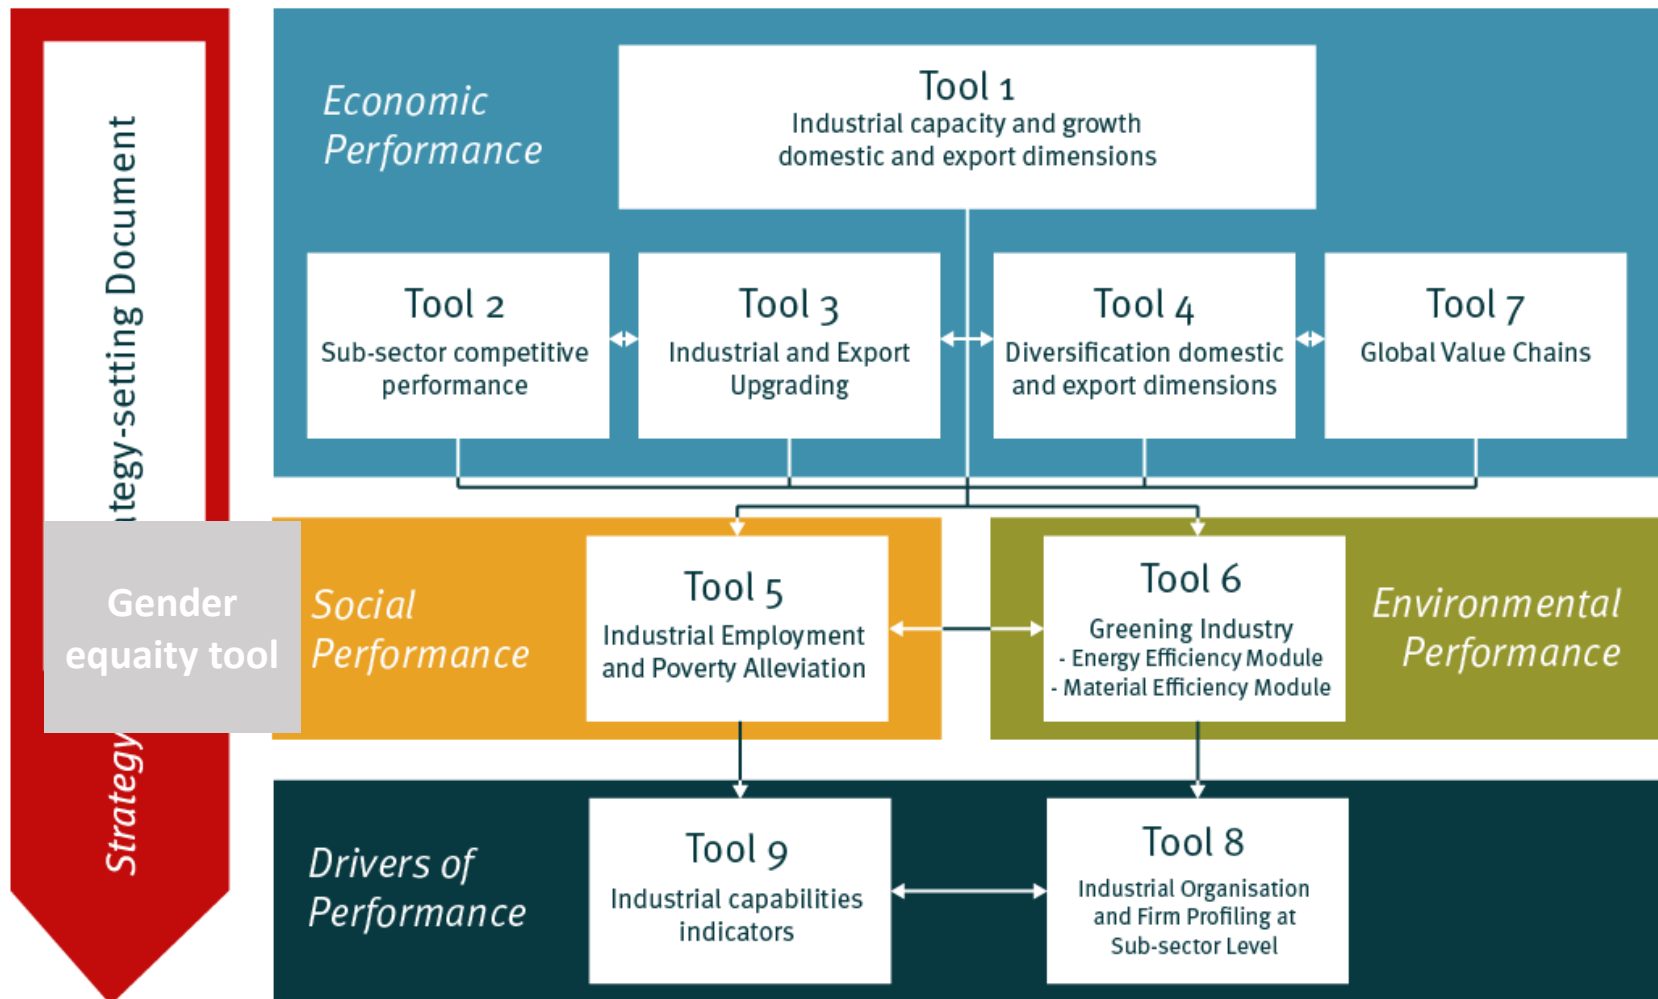 Strategy
ategy-setting Document
Economic
Performance
Tool 1
Industrial capacity and growth
domestic and export dimensions
Tool 2
Sub-sector competitive
performance
Tool 3
Industrial and Export
Upgrading
Tool 4
Diversification domestic
and export dimensions
Tool 7
Global Value Chains
Gender
equaity tool
Social
Performance
Tool 5
Industrial Employment
and Poverty Alleviation
Tool 6
Greening Industry
- Energy Efficiency Module
- Material Efficiency Module
Environmental
Performance
Drivers of
Performance
Tool 9
Industrial capabilities
indicators
Tool 8
Industrial Organisation
and Firm Profiling at
Sub-sector Level